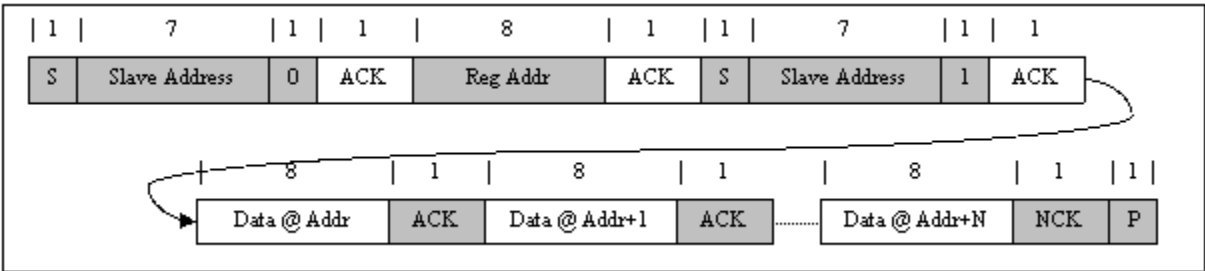 | 1 | 7 | 1 | 1 | 8 | 1 | 1 | 7 | 1 | 1
S Slave Address 0 ACK Reg Addr ACK S Slave Address 1 ACK
| 8 | 1 | 8 | 1 | 8 | 1 | 1 |
Data @ Addr ACK Data @ Addr+1 ACK Data @ Addr+N NCK P